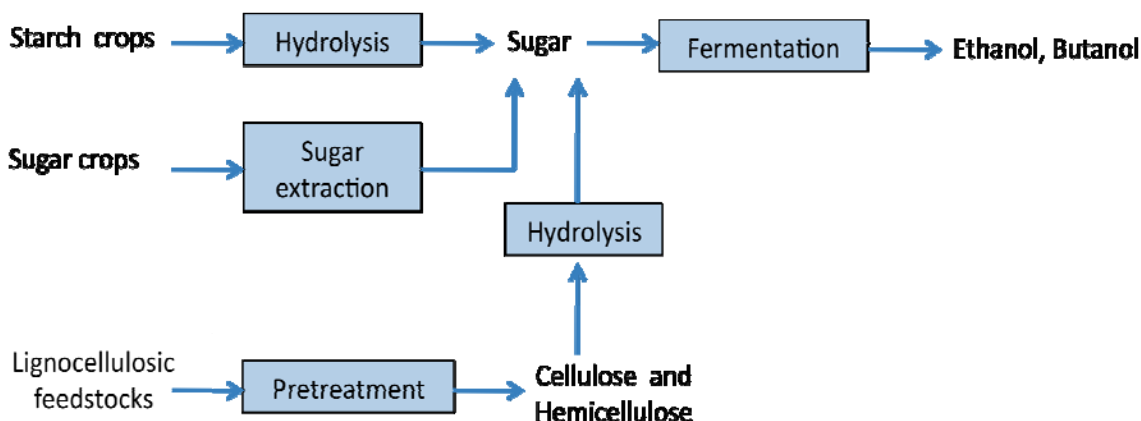 Starch crops
Hydrolysis
Sugar
Fermentation
Ethanol, Butanol
Sugar crops
Sugar
extraction
Hydrolysis
Lignocellulosic
feedstocks
Pretreatment
Cellulose and
Hemicellulose